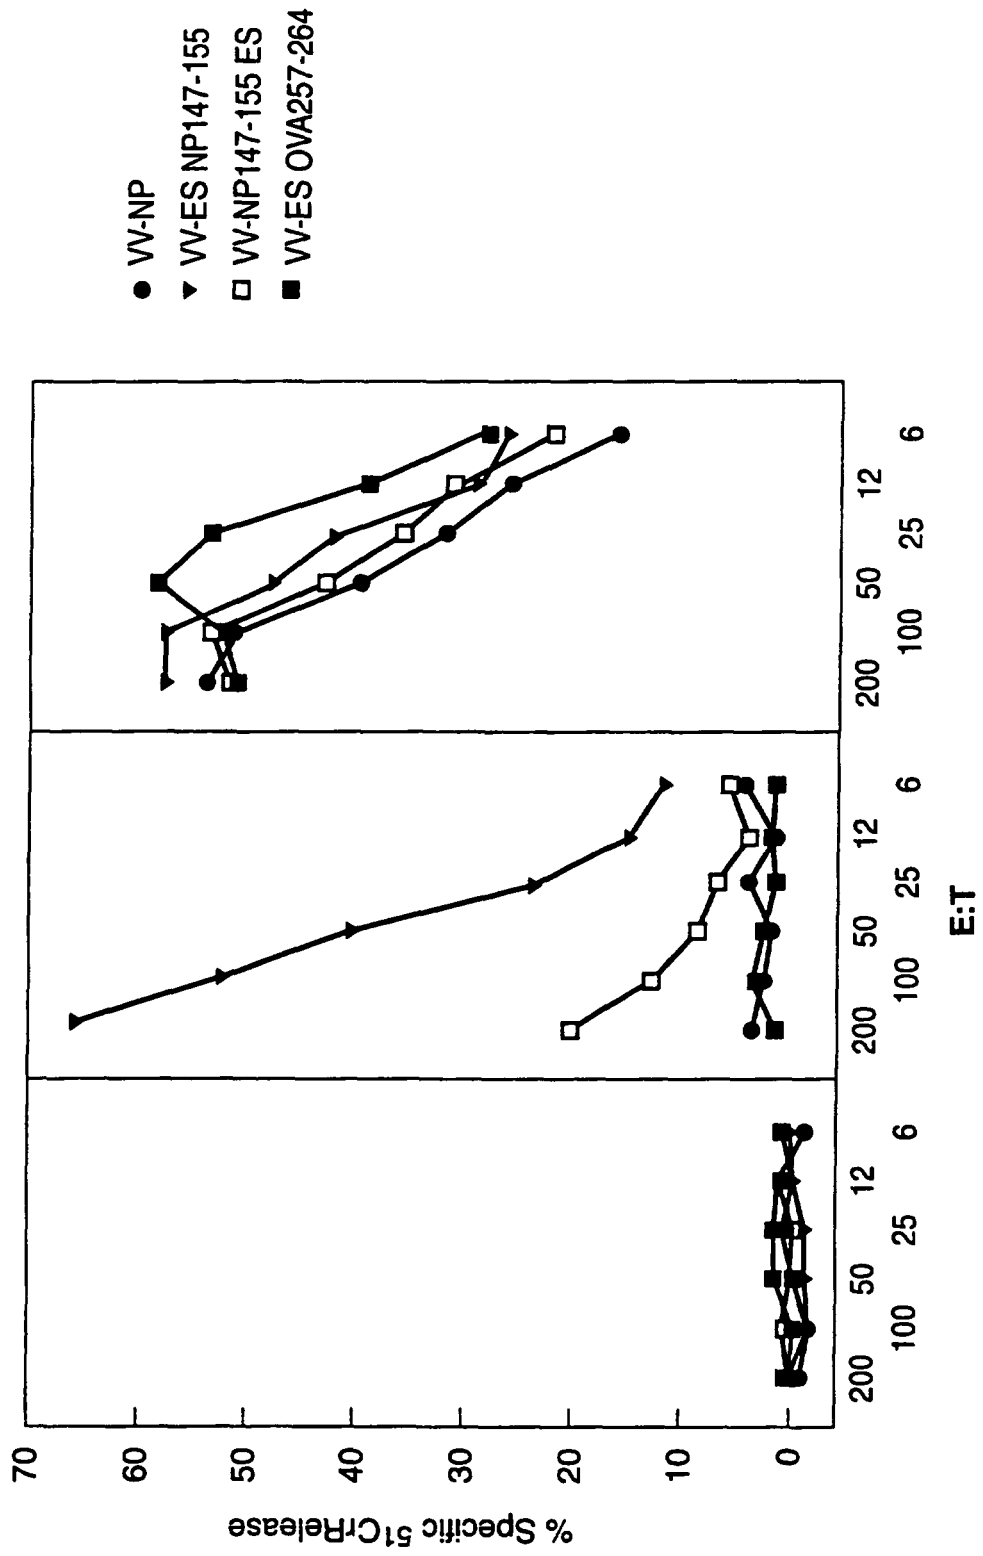 % Specific 51CrRelease
70
60
50
40
30
20
10
0
200 100 50 25 12 6
200 100 50 25 12 6
200 100 50 25 12 6
E:T
VV-NP
VV-ES NP147-155
VV-NP147-155 ES
VV-ES OVA257-264